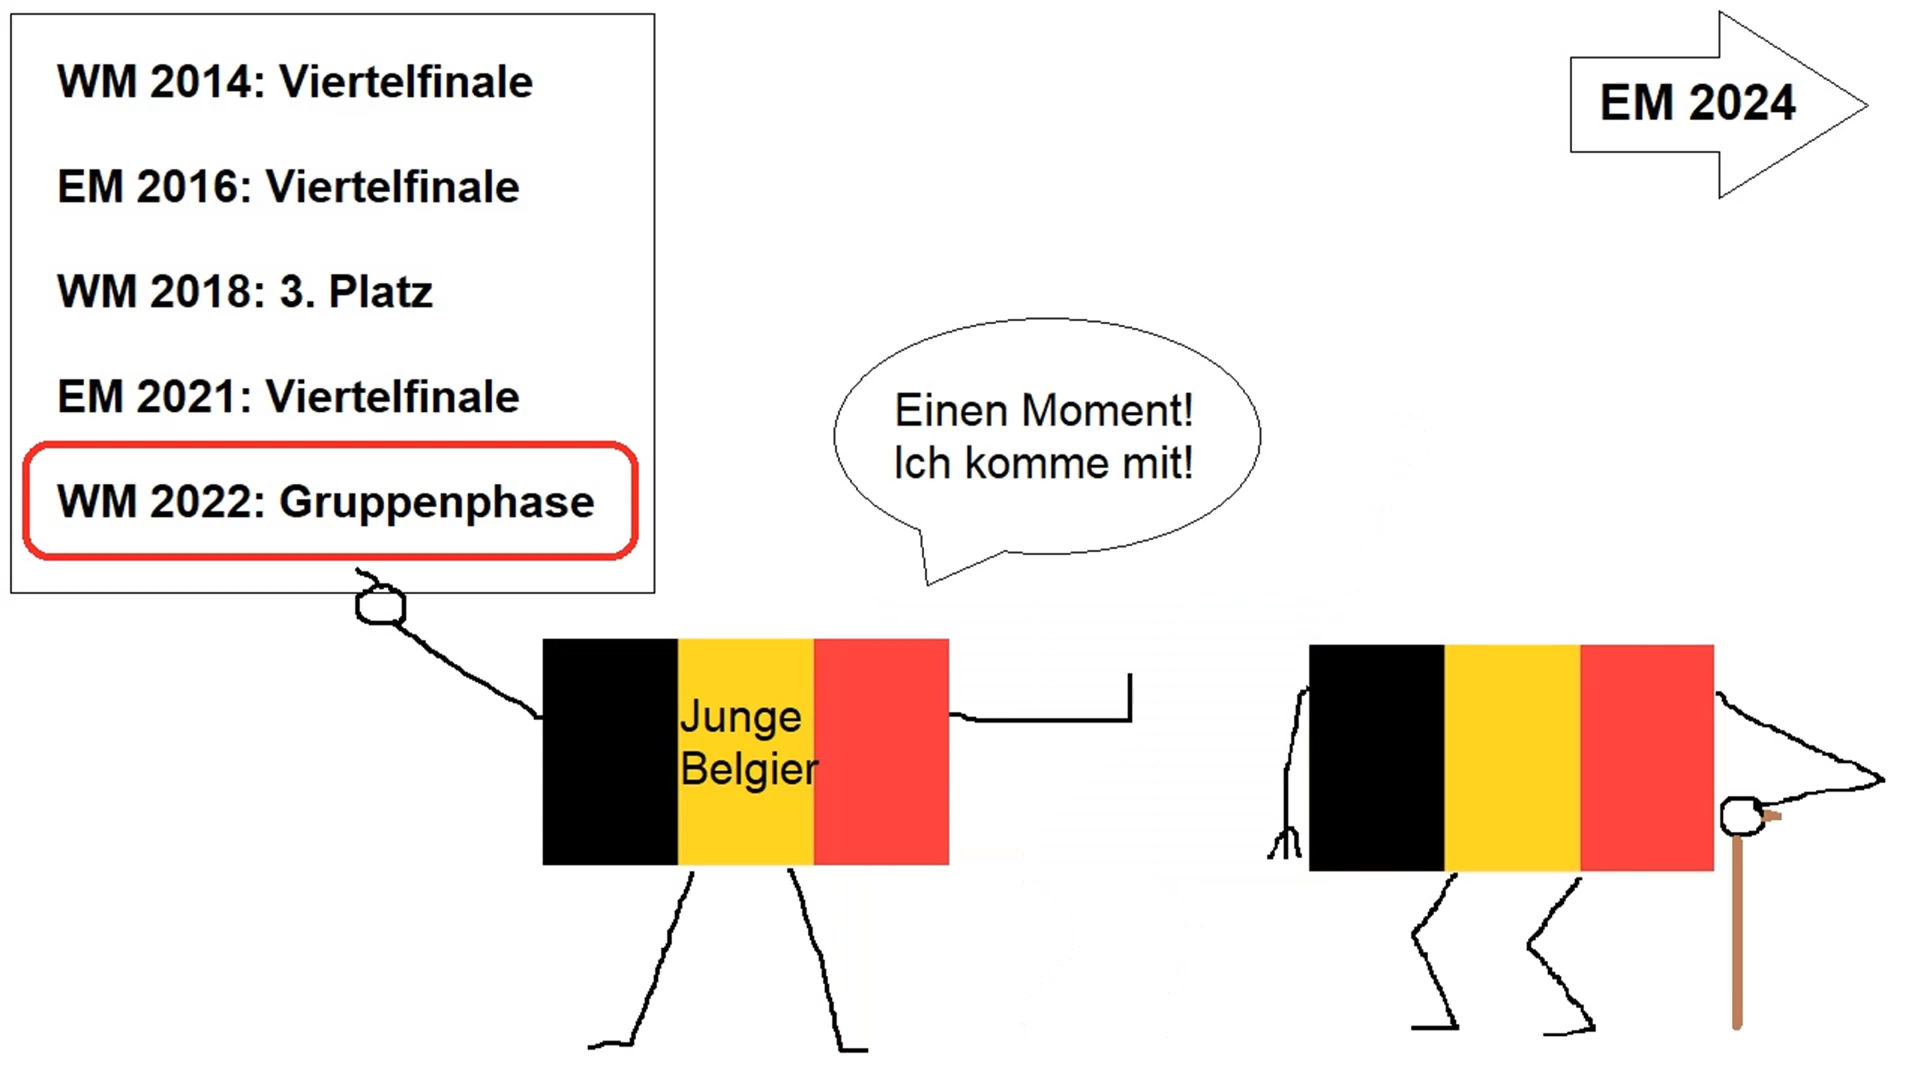 WM 2014: Viertelfinale
EM 2016: Viertelfinale
WM 2018: 3. Platz
EM 2021: Viertelfinale
WM 2022: Gruppenphase
EM 2024
Einen Moment!
Ich komme mit!
Junge
Belgier